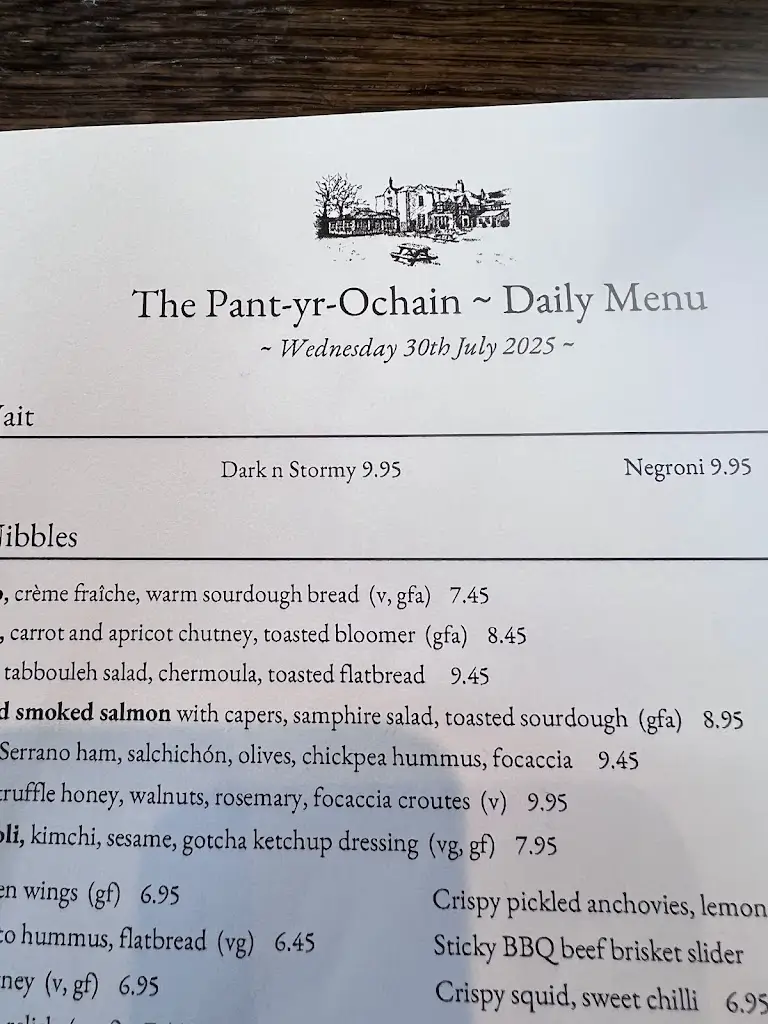 The Pant-yr-Ochain ~ Daily Menu
~ Wednesday 30th July 2025 ~
Dark n Stormy 9.95 Negroni 9.95
crème fraîche, warm sourdough bread (v, gfa) 7.45
carrot and apricot chutney, toasted bloomer (gfa) 8.45
tabbouleh salad, chermoula, toasted flatbread 9.45
smoked salmon with capers, samphire salad, toasted sourdough (gfa) 8.95
Serrano ham, salchichón, olives, chickpea hummus, focaccia 9.45
honey, walnuts, rosemary, focaccia croutes (v) 9.95
kimchi, sesame, gotcha ketchup dressing (vg, gf) 7.95
wings (gf) 6.95 Crispy pickled anchovies, lemon
hummus, flatbread (vg) 6.45 Sticky BBQ beef brisket slider
(v, gf) 6.95 Crispy squid, sweet chilli 6.95